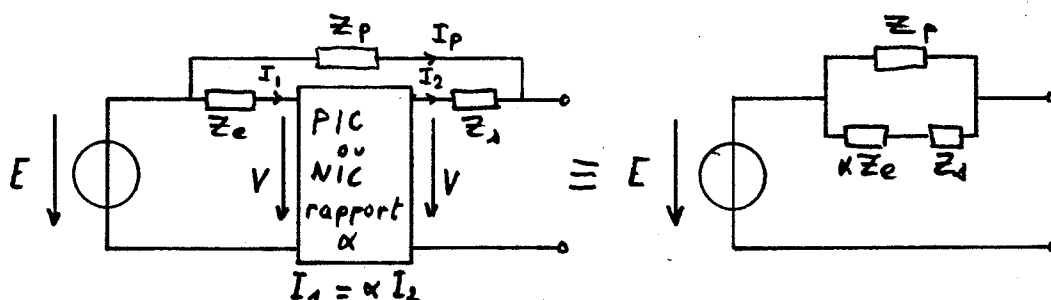 Zp Ip
I1 I2
Ze Zs
PIC
ou
NIC
rapport
α
E V V
I1 = α I2
≡
Zp
αZe Zs
E